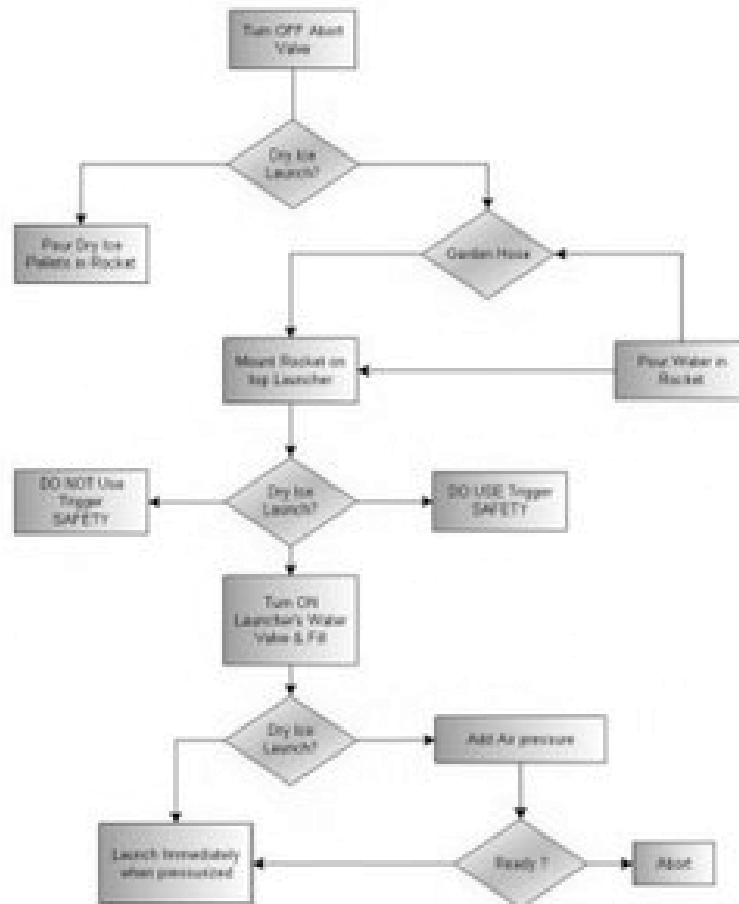 Turn OFF Abort
Valve
Dry Ice
Launch?
Pour Dry Ice
Pellets in Rocket
Garden Hose
Mount Rocket on
top Launcher
Pour Water in
Rocket
DO NOT Use
Trigger
SAFETY
Dry Ice
Launch?
DO USE Trigger
SAFETY
Turn ON
Launcher's Water
Valve & Fill
Dry Ice
Launch?
Add Air pressure
Launch Immediately
when pressurized
Ready ?
Abort